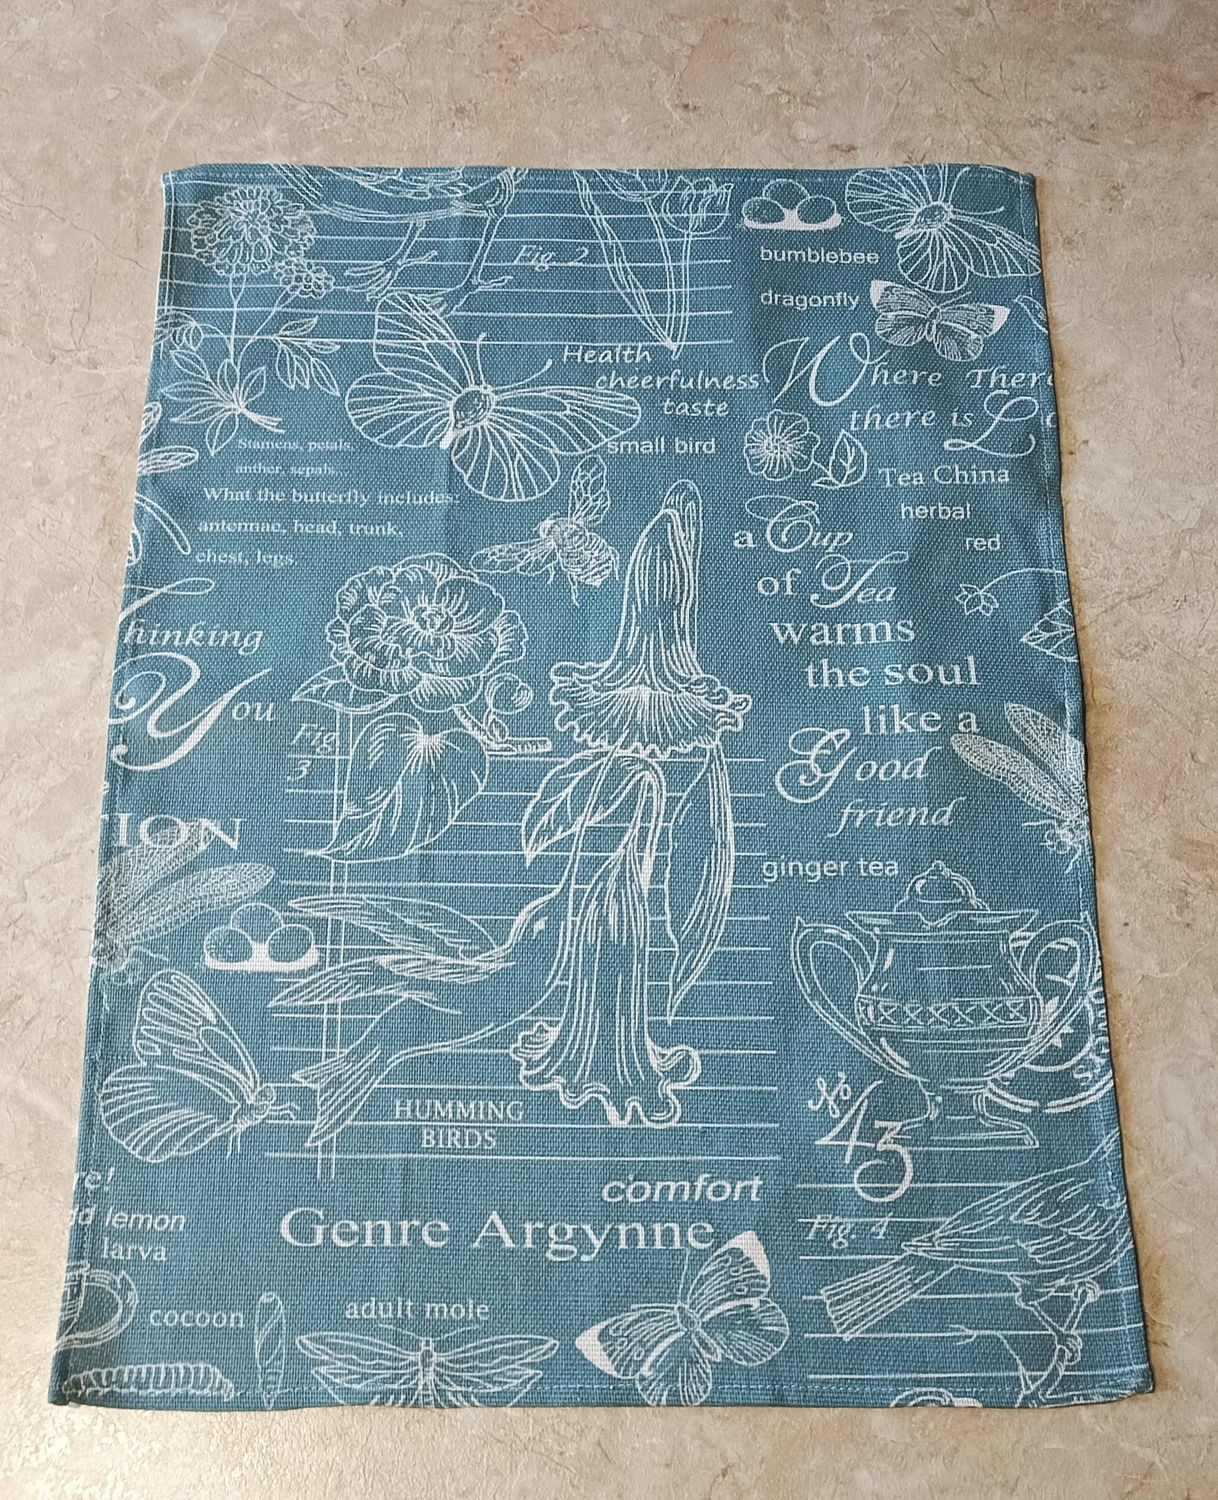 Fig. 2
bumblebee
dragonfly
Health
cheerfulness
taste
small bird
Where There
there is L
Stamens, petals
anther, sepals,
What the butterfly includes:
antennae, head, trunk,
chest, legs.
Tea China
herbal
red
a Cup
of Tea
warms
the soul
like a
Good
friend
ginger tea
Thinking
You
Fig
3
ION
HUMMING
BIRDS
No
43
re!
d lemon
larva
comfort
Genre Argynne
Fig. 4
cocoon
adult mole